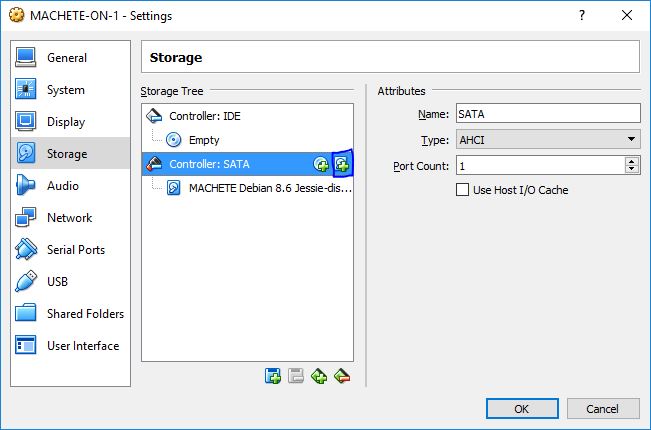 MACHETE-ON-1 - Settings
?
General
System
Display
Storage
Audio
Network
Serial Ports
USB
Shared Folders
User Interface
Storage
Storage Tree
Controller: IDE
Empty
Controller: SATA
MACHETE Debian 8.6 Jessie-dis...
Attributes
Name: SATA
Type: AHCI
Port Count: 1
Use Host I/O Cache
OK
Cancel